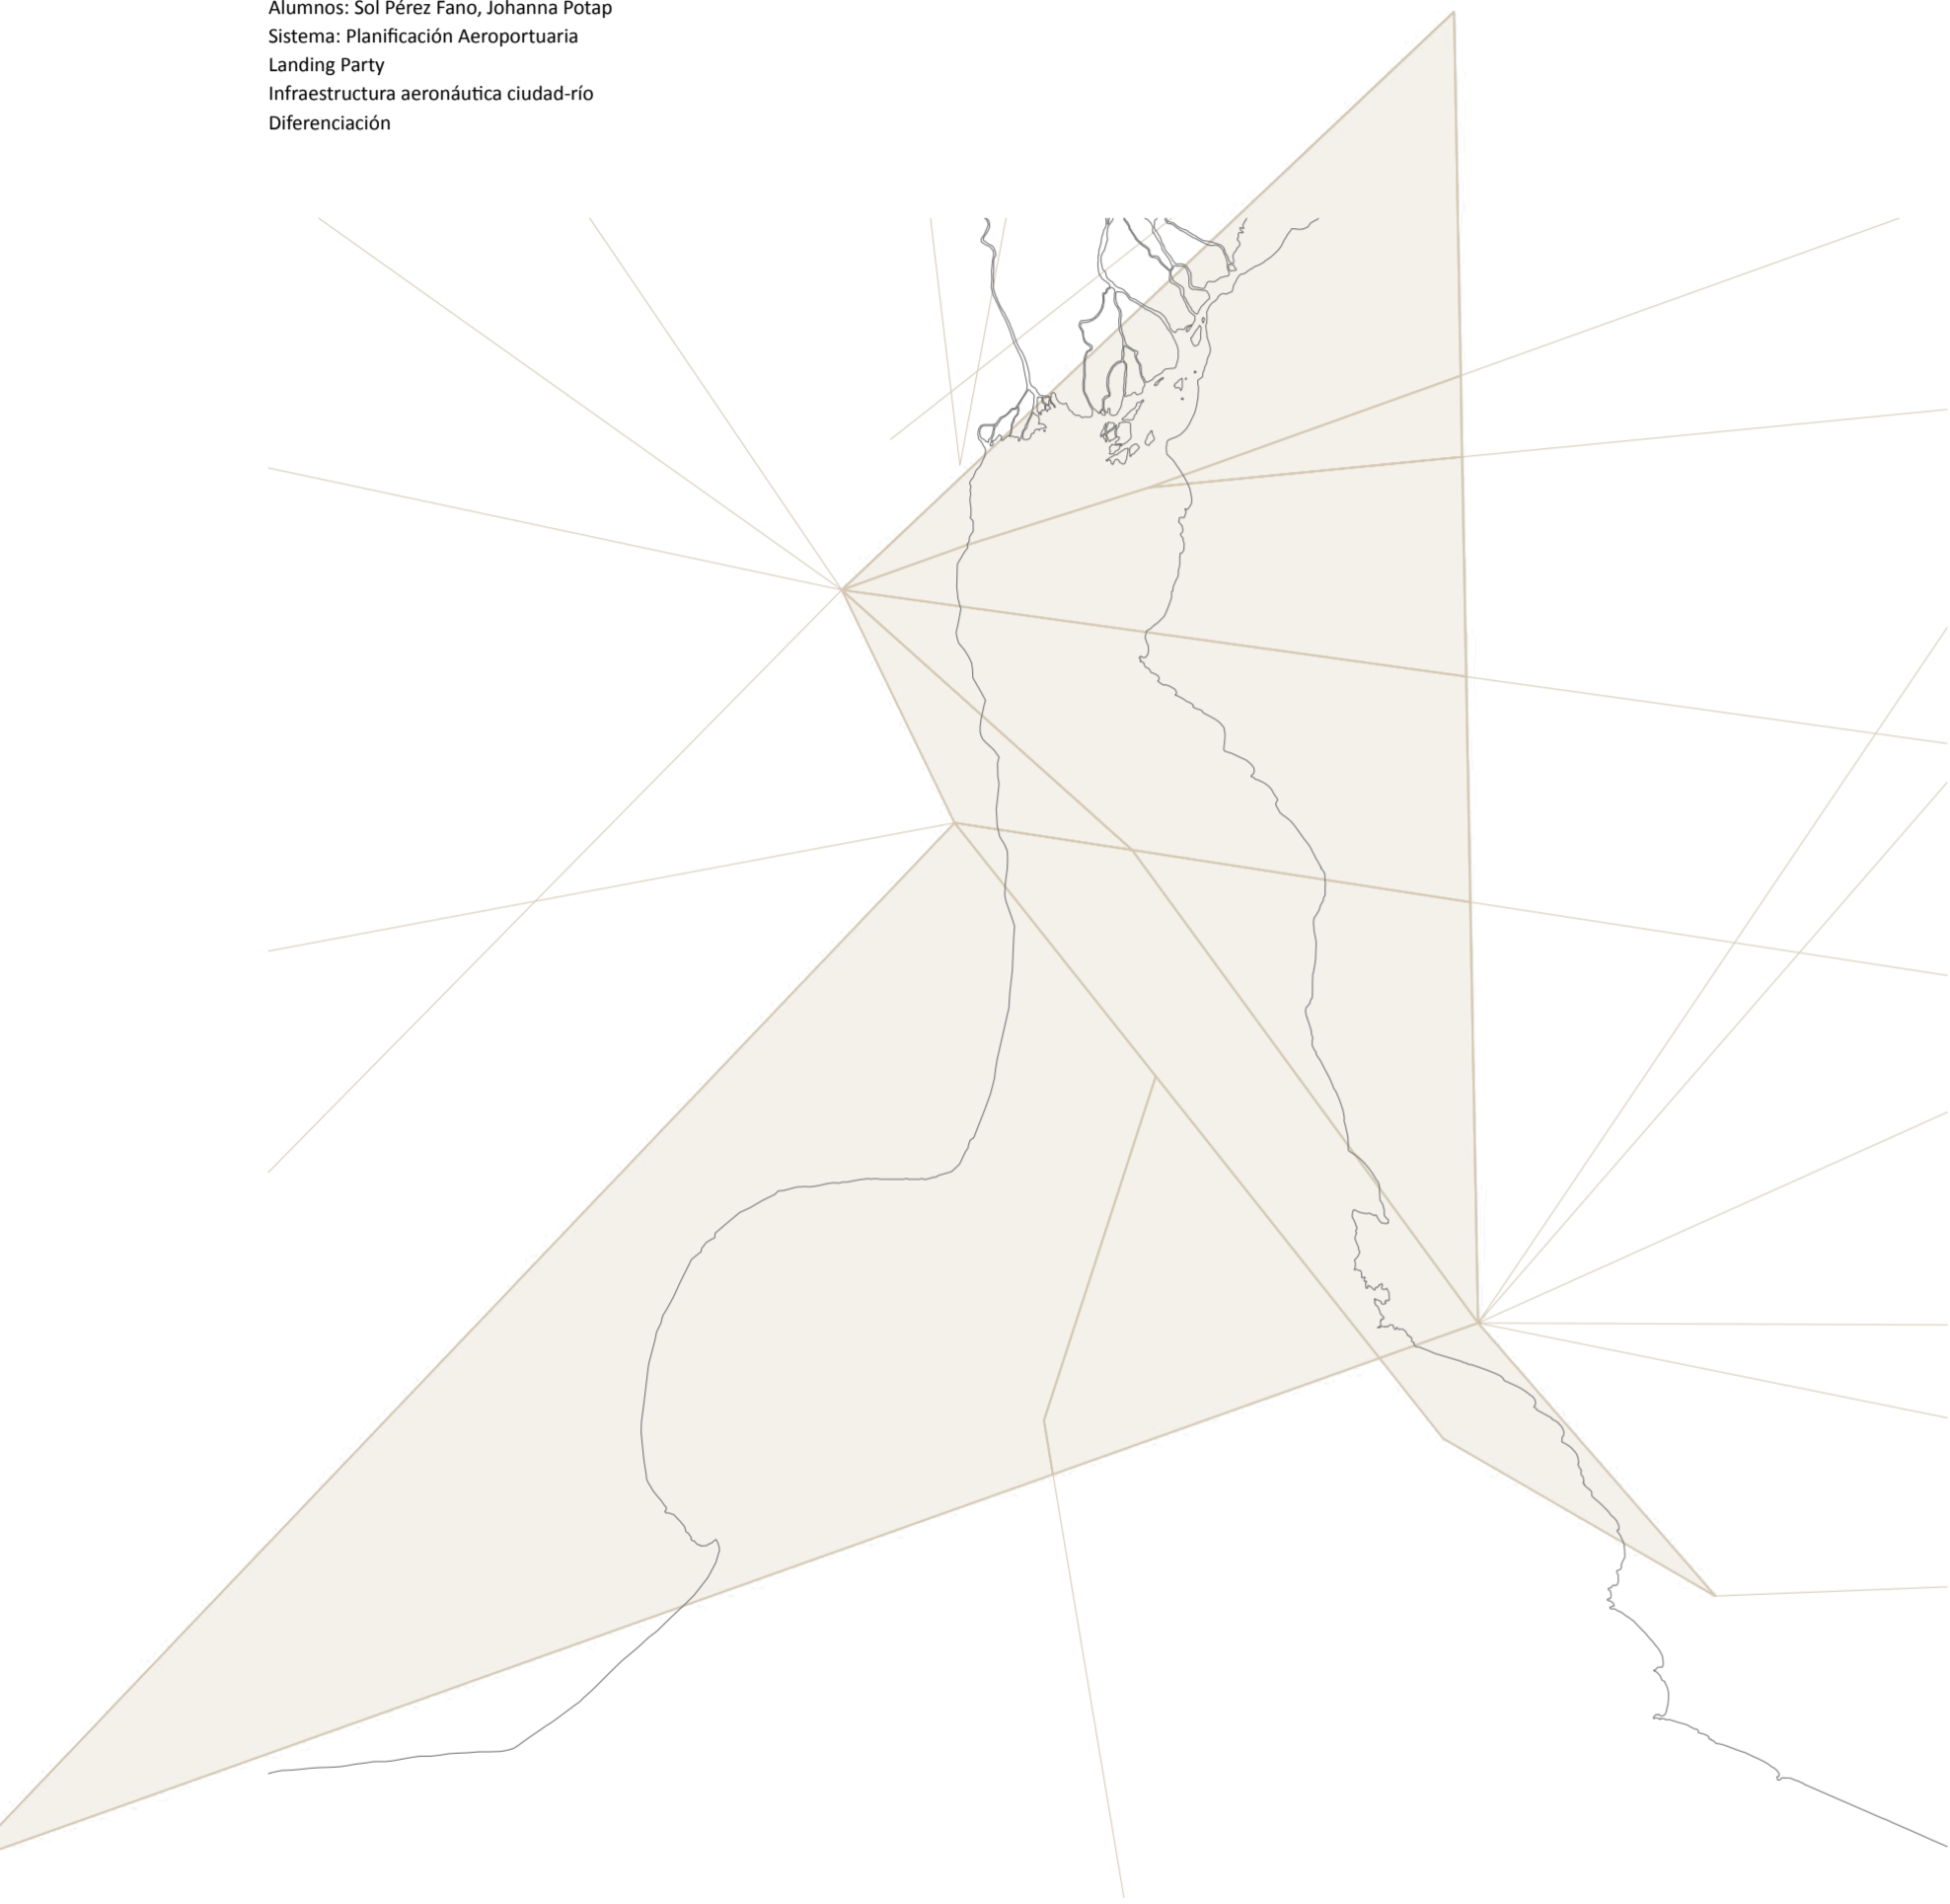 Alumnos: Sol Pérez Fano, Johanna Potap
Sistema: Planificación Aeroportuaria
Landing Party
Infraestructura aeronáutica ciudad-río
Diferenciación